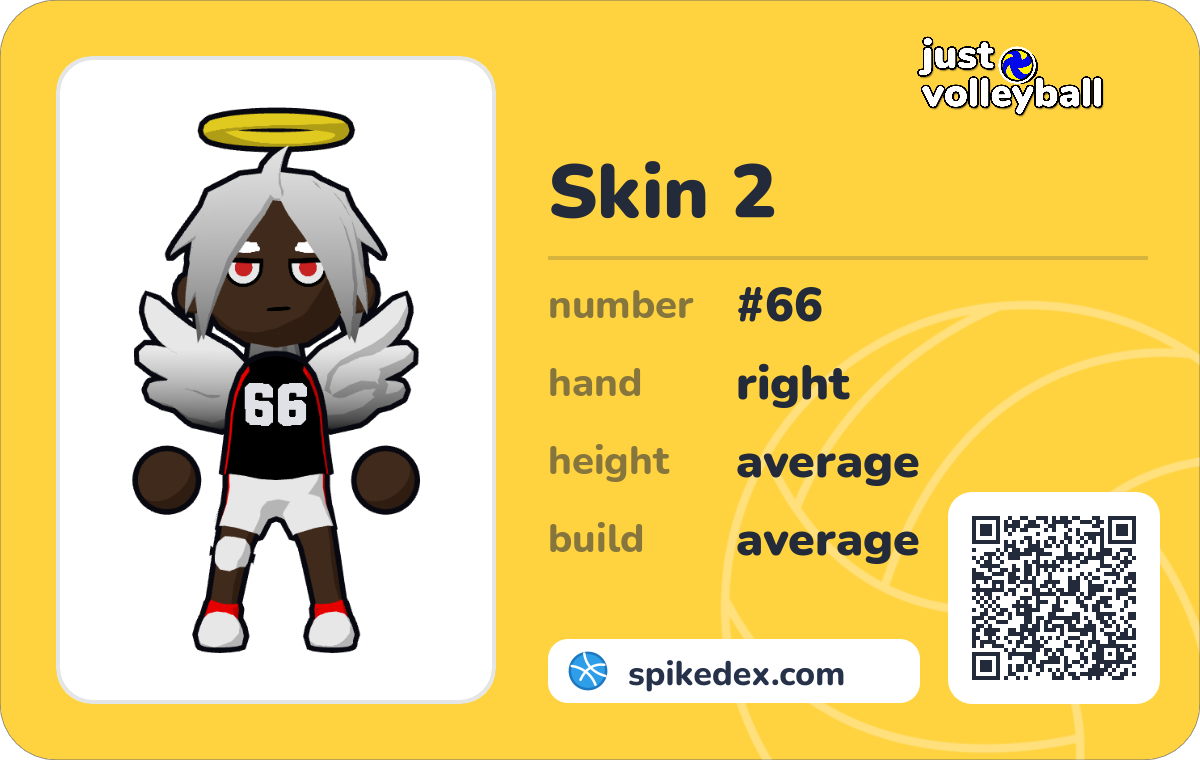 just
volleyball
Skin 2
number #66
hand right
height average
build average
66
spikedex.com